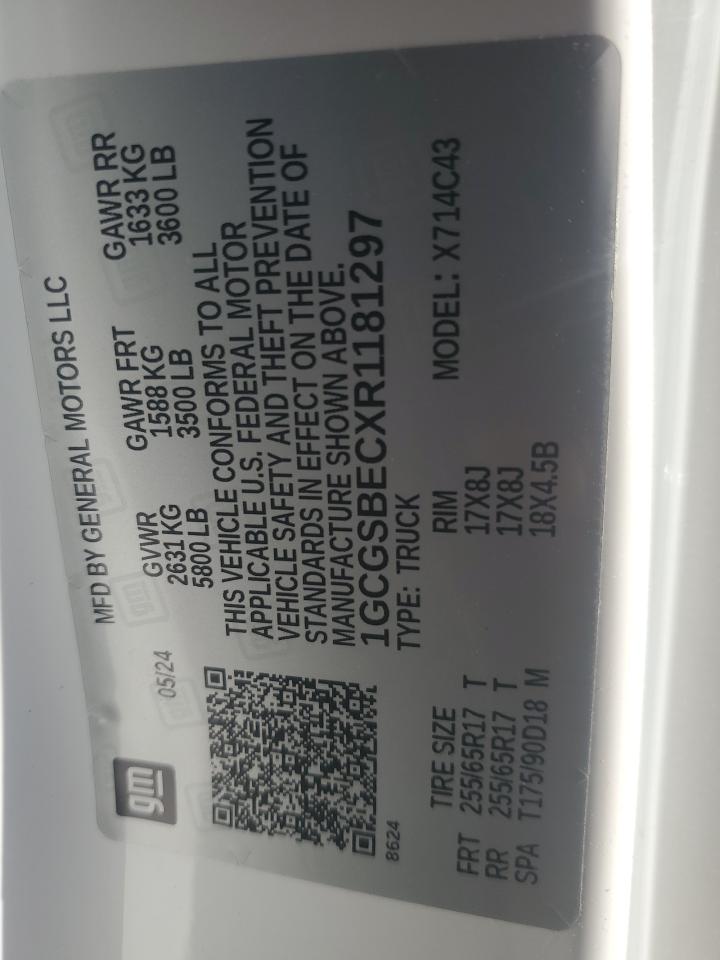 gm
05/24
MFD BY GENERAL MOTORS LLC
GVWR GAWR FRT GAWR RR
2631 KG 1588 KG 1633 KG
5800 LB 3500 LB 3600 LB
THIS VEHICLE CONFORMS TO ALL
APPLICABLE U.S. FEDERAL MOTOR
VEHICLE SAFETY AND THEFT PREVENTION
STANDARDS IN EFFECT ON THE DATE OF
MANUFACTURE SHOWN ABOVE.
1GCGSBECXR1181297
8624
TYPE: TRUCK
MODEL: X714C43
TIRE SIZE RIM
FRT 255/65R17 T 17X8J
RR 255/65R17 T 17X8J
SPA T175/90D18 M 18X4.5B